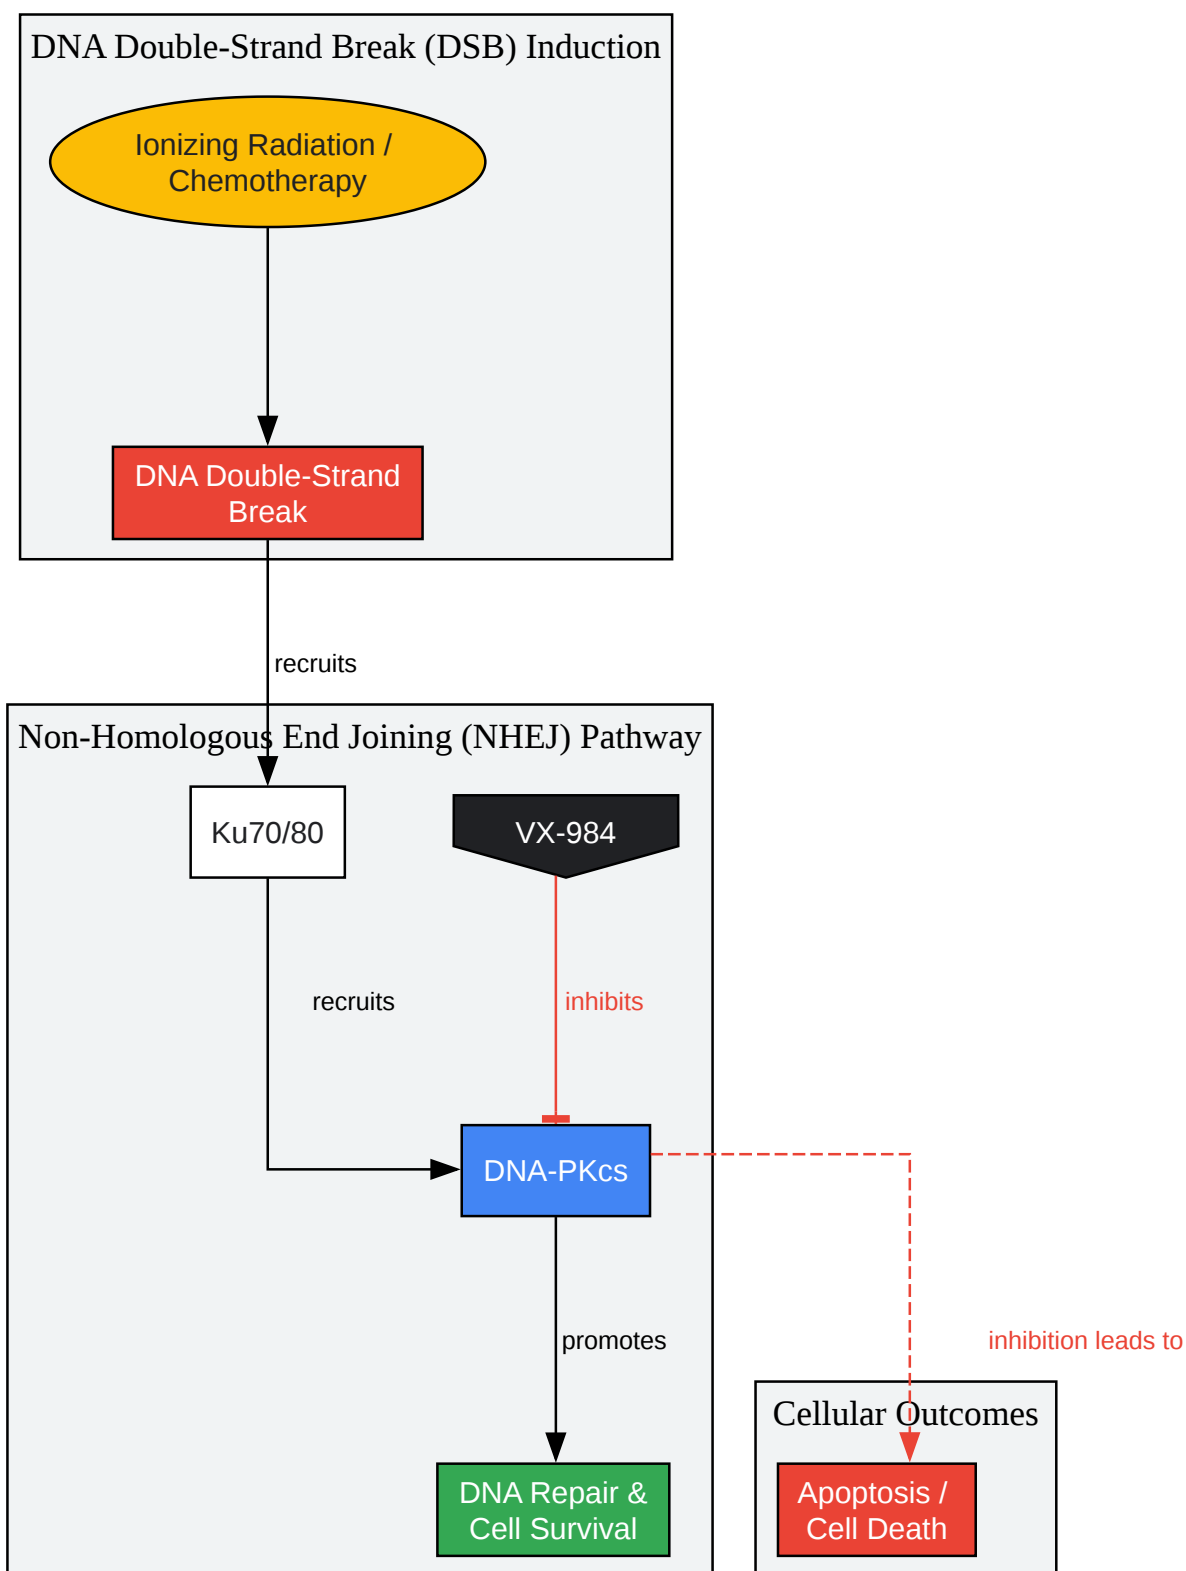 DNA Double-Strand Break (DSB) Induction
Ionizing Radiation /
Chemotherapy
DNA Double-Strand
Break
recruits
Non-Homologous End Joining (NHEJ) Pathway
Ku70/80
VX-984
recruits
inhibits
DNA-PKcs
promotes
inhibition leads to
Cellular Outcomes
DNA Repair &
Cell Survival
Apoptosis /
Cell Death